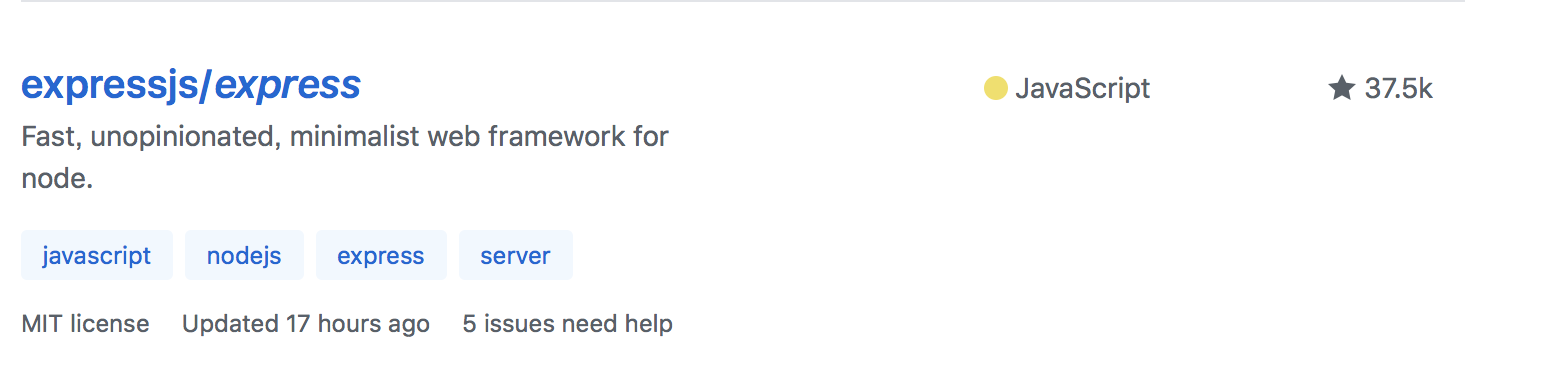 expressjs/express
JavaScript
37.5k
Fast, unopinionated, minimalist web framework for
node.
javascript nodejs express server
MIT license Updated 17 hours ago 5 issues need help